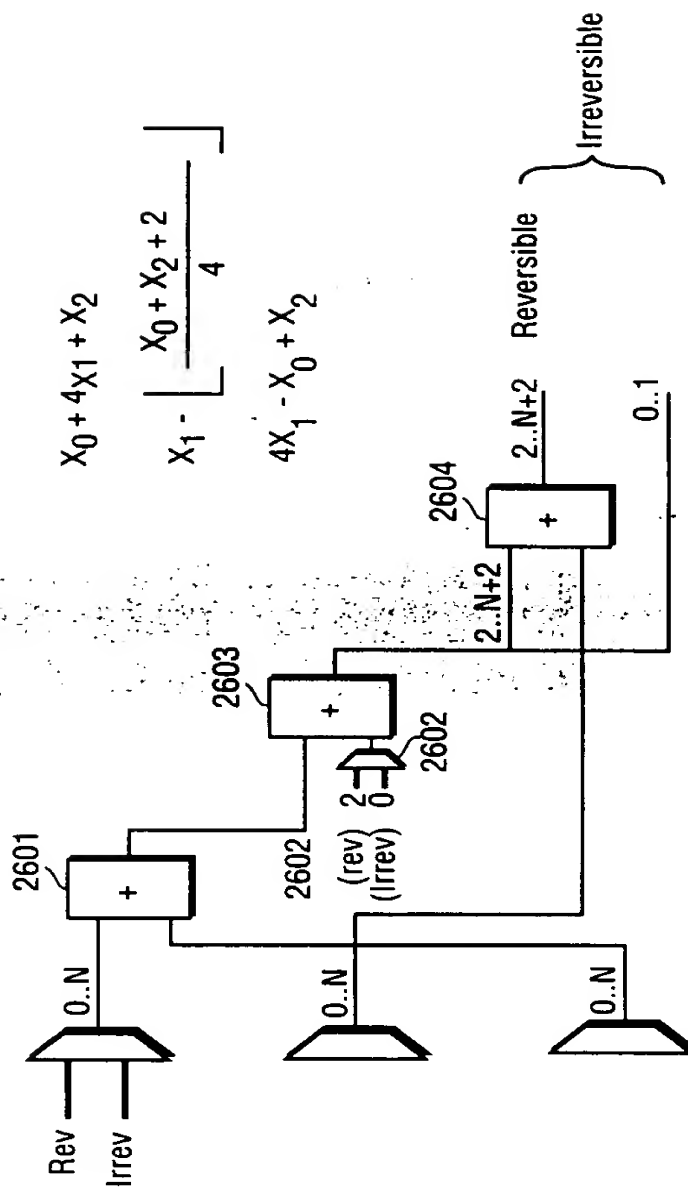 X0 + 4X1 + X2
X1 - ⌊ X0 + X2 + 2
4 ⌋
4X1 - X0 + X2
Rev
Irrev
0..N
2601
+
0..N
0..N
2602
(rev) 2
(Irrev) 0
2602
2603
+
2..N+2
2604
+
2..N+2
Reversible
0..1
Irreversible